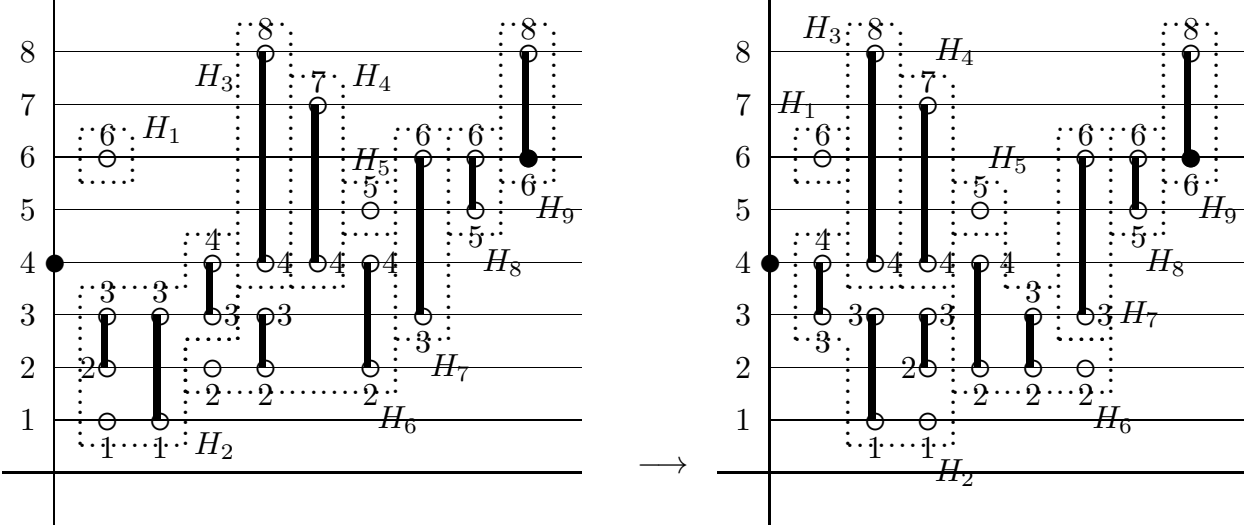 8 8
8
H₃ 7 H₄
7
6 H₁ 6 6
6 H₅
5 6
5 H₉
4 5
4 4 4 4 H₈
3 3
3 3 3
3
2 2 H₇
2 2 2
1 H₆
1 1 H₂
⟶
H₃ 8 8
8 H₄
7
7 H₁
6 6 6
6 H₅
5 6
5 H₉
4 5
4 4 4 4 H₈
3
3 3 3 3 H₇
3
2 2
2 2 2
1 H₆
1 1
H₂